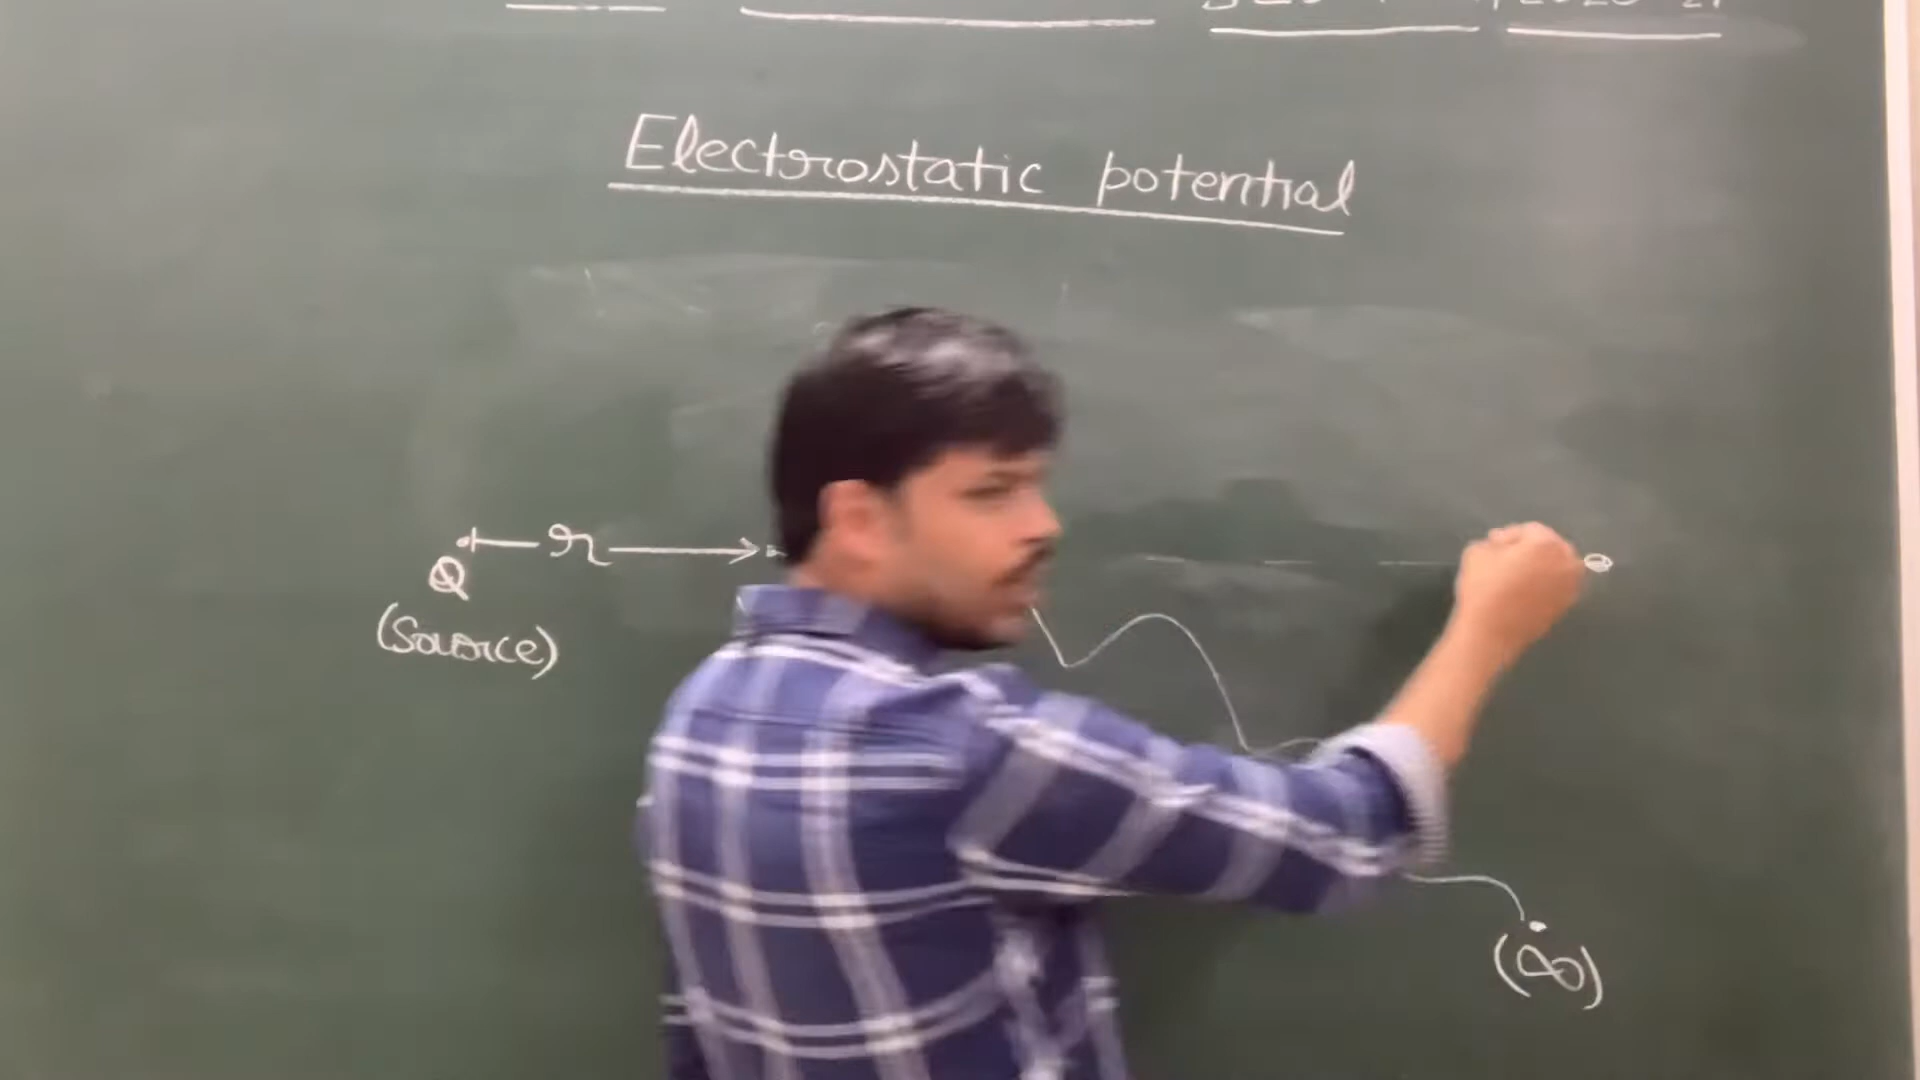 Electrostatic potential
r
Q
(Source)
(∞)